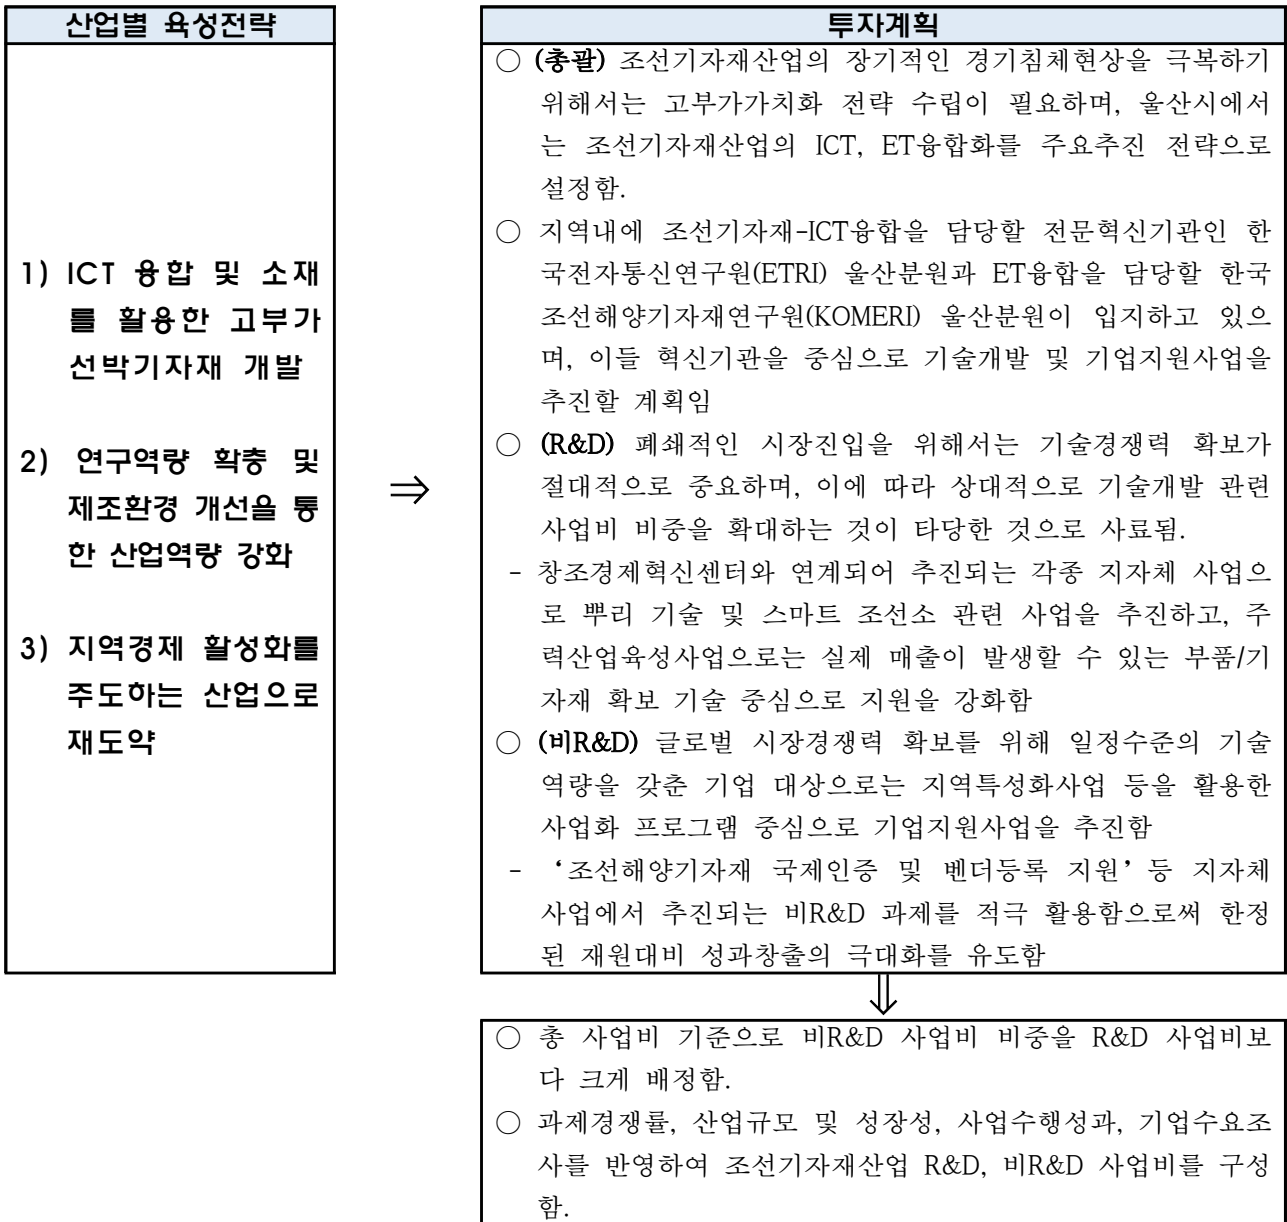 산업별 육성전략
1) ICT 융합 및 소재
를 활용한 고부가
선박기자재 개발
2) 연구역량 확충 및
제조환경 개선을 통
한 산업역량 강화
3) 지역경제 활성화를
주도하는 산업으로
재도약
⇒
투자계획
○ (총괄) 조선기자재산업의 장기적인 경기침체현상을 극복하기
위해서는 고부가가치화 전략 수립이 필요하며, 울산시에서
는 조선기자재산업의 ICT, ET융합화를 주요추진 전략으로
설정함.
○ 지역내에 조선기자재-ICT융합을 담당할 전문혁신기관인 한
국전자통신연구원(ETRI) 울산분원과 ET융합을 담당할 한국
조선해양기자재연구원(KOMERI) 울산분원이 입지하고 있으
며, 이들 혁신기관을 중심으로 기술개발 및 기업지원사업을
추진할 계획임
○ (R&D) 폐쇄적인 시장진입을 위해서는 기술경쟁력 확보가
절대적으로 중요하며, 이에 따라 상대적으로 기술개발 관련
사업비 비중을 확대하는 것이 타당한 것으로 사료됨.
- 창조경제혁신센터와 연계되어 추진되는 각종 지자체 사업으
로 뿌리 기술 및 스마트 조선소 관련 사업을 추진하고, 주
력산업육성사업으로는 실제 매출이 발생할 수 있는 부품/기
자재 확보 기술 중심으로 지원을 강화함
○ (비R&D) 글로벌 시장경쟁력 확보를 위해 일정수준의 기술
역량을 갖춘 기업 대상으로는 지역특성화사업 등을 활용한
사업화 프로그램 중심으로 기업지원사업을 추진함
- ‘조선해양기자재 국제인증 및 벤더등록 지원’ 등 지자체
사업에서 추진되는 비R&D 과제를 적극 활용함으로써 한정
된 재원대비 성과창출의 극대화를 유도함
⇓
○ 총 사업비 기준으로 비R&D 사업비 비중을 R&D 사업비보
다 크게 배정함.
○ 과제경쟁률, 산업규모 및 성장성, 사업수행성과, 기업수요조
사를 반영하여 조선기자재산업 R&D, 비R&D 사업비를 구성
함.